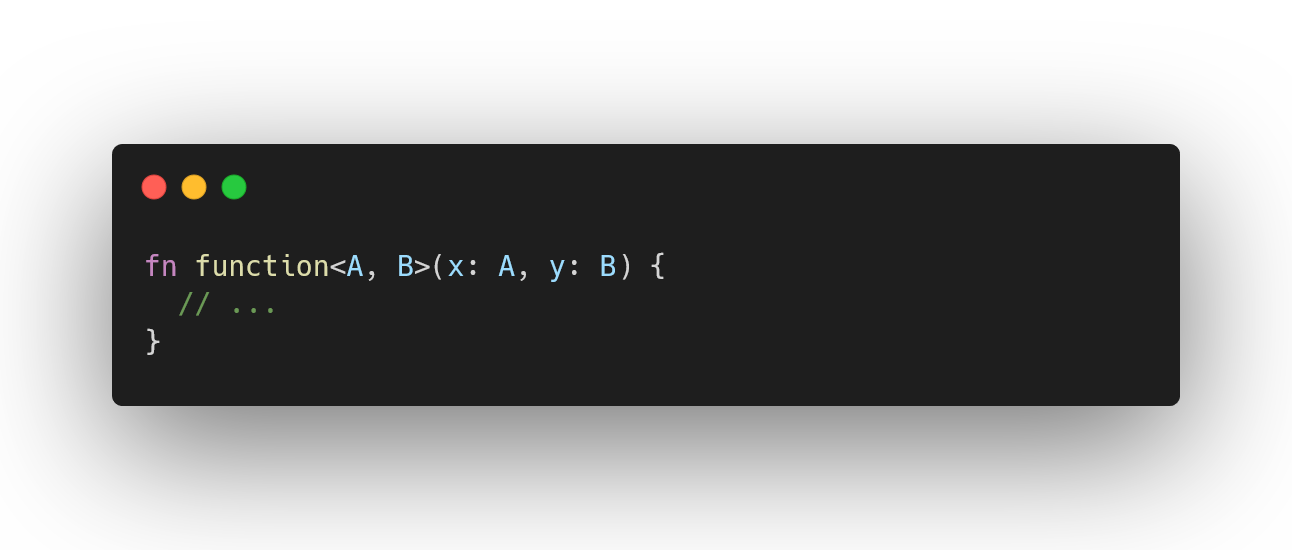 fn function<A, B>(x: A, y: B) {
  // ...
}